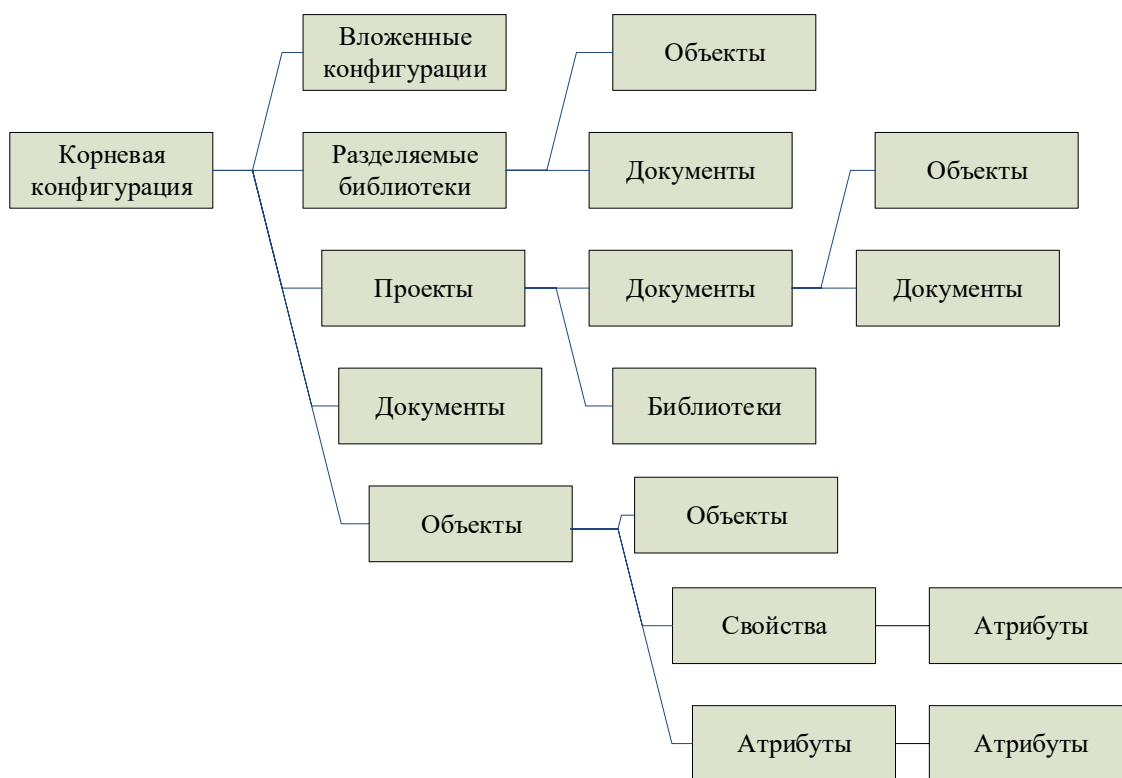 Вложенные
конфигурации
Объекты
Корневая
конфигурация
Разделяемые
библиотеки
Документы
Объекты
Проекты
Документы
Документы
Документы
Библиотеки
Объекты
Объекты
Свойства
Атрибуты
Атрибуты
Атрибуты